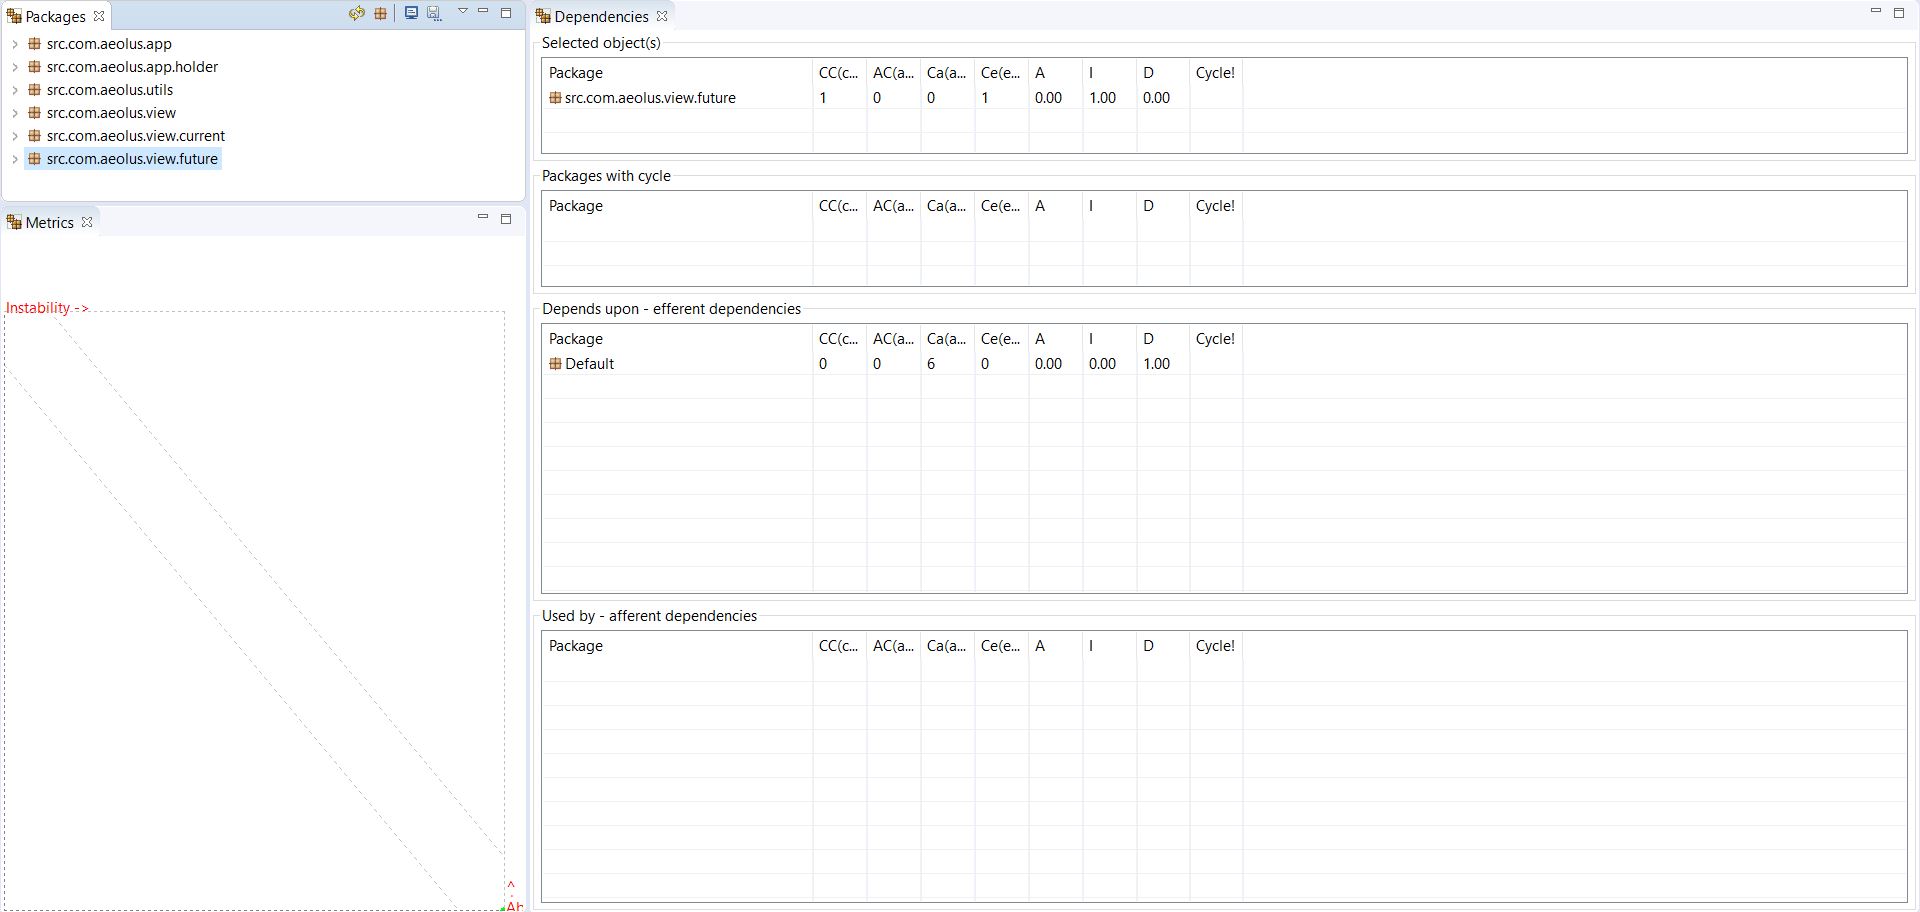 Packages
src.com.aeolus.app
src.com.aeolus.app.holder
src.com.aeolus.utils
src.com.aeolus.view
src.com.aeolus.view.current
src.com.aeolus.view.future
Metrics
Instability ->
^
Ab
Dependencies
Selected object(s)
Package CC(c... AC(a... Ca(a... Ce(e... A I D Cycle!
src.com.aeolus.view.future 1 0 0 1 0.00 1.00 0.00
Packages with cycle
Package CC(c... AC(a... Ca(a... Ce(e... A I D Cycle!
Depends upon - efferent dependencies
Package CC(c... AC(a... Ca(a... Ce(e... A I D Cycle!
Default 0 0 6 0 0.00 0.00 1.00
Used by - afferent dependencies
Package CC(c... AC(a... Ca(a... Ce(e... A I D Cycle!